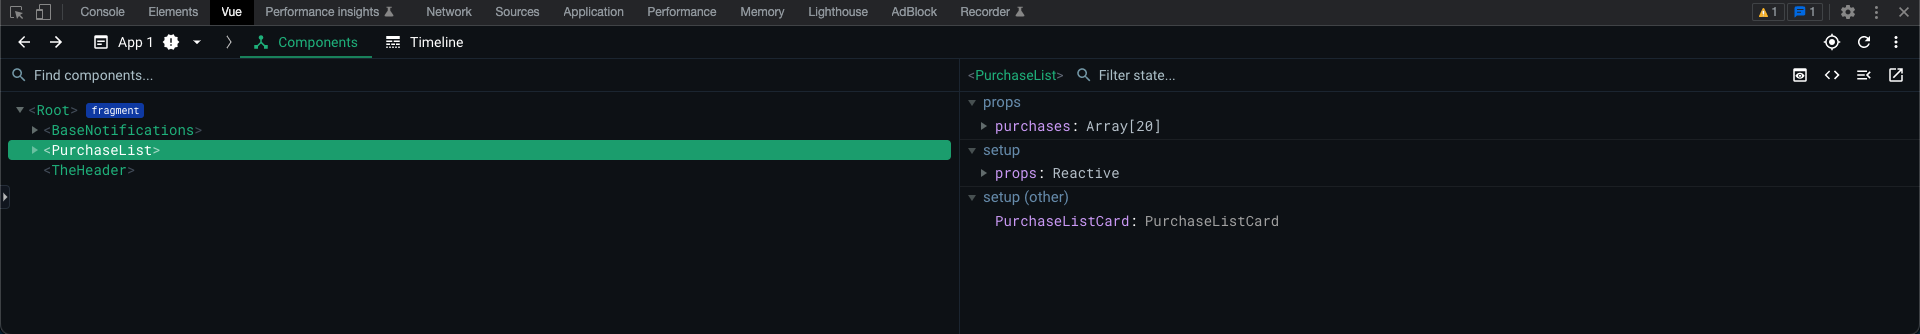 Console Elements Vue Performance insights Network Sources Application Performance Memory Lighthouse AdBlock Recorder 1 1
App 1 Components Timeline
Find components...
<PurchaseList> Filter state...
<Root> fragment
<BaseNotifications>
<PurchaseList>
<TheHeader>
props
purchases: Array[20]
setup
props: Reactive
setup (other)
PurchaseListCard: PurchaseListCard